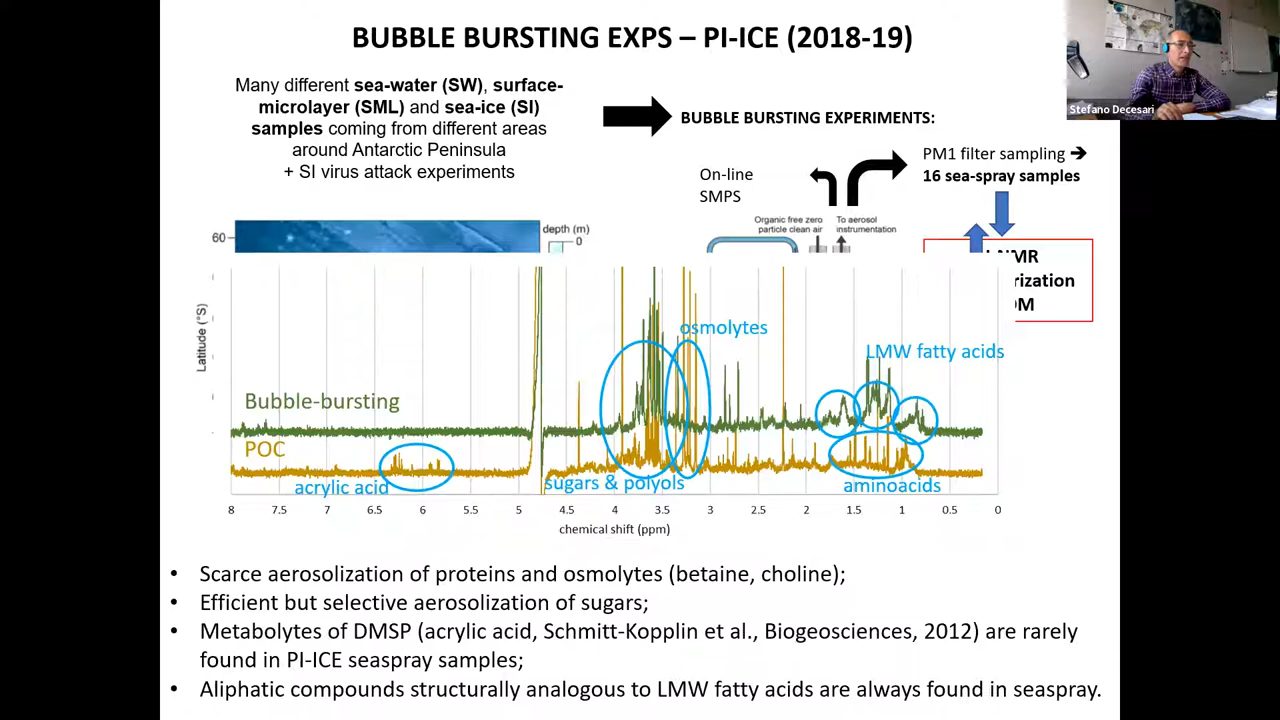 BUBBLE BURSTING EXPS – PI-ICE (2018-19)
Stefano Decesari
Many different sea-water (SW), surface-
microlayer (SML) and sea-ice (SI)
samples coming from different areas
around Antarctic Peninsula
+ SI virus attack experiments
BUBBLE BURSTING EXPERIMENTS:
On-line
SMPS
PM1 filter sampling
16 sea-spray samples
Organic free zero
particle clean air
To aerosol
instrumentation
depth (m)
0
60
Latitude (°S)
osmolytes
LMW fatty acids
Bubble-bursting
POC
acrylic acid
sugars & polyols
aminoacids
8 7.5 7 6.5 6 5.5 5 4.5 4 3.5 3 2.5 2 1.5 1 0.5 0
chemical shift (ppm)
• Scarce aerosolization of proteins and osmolytes (betaine, choline);
• Efficient but selective aerosolization of sugars;
• Metabolites of DMSP (acrylic acid, Schmitt-Kopplin et al., Biogeosciences, 2012) are rarely
found in PI-ICE seaspray samples;
• Aliphatic compounds structurally analogous to LMW fatty acids are always found in seaspray.